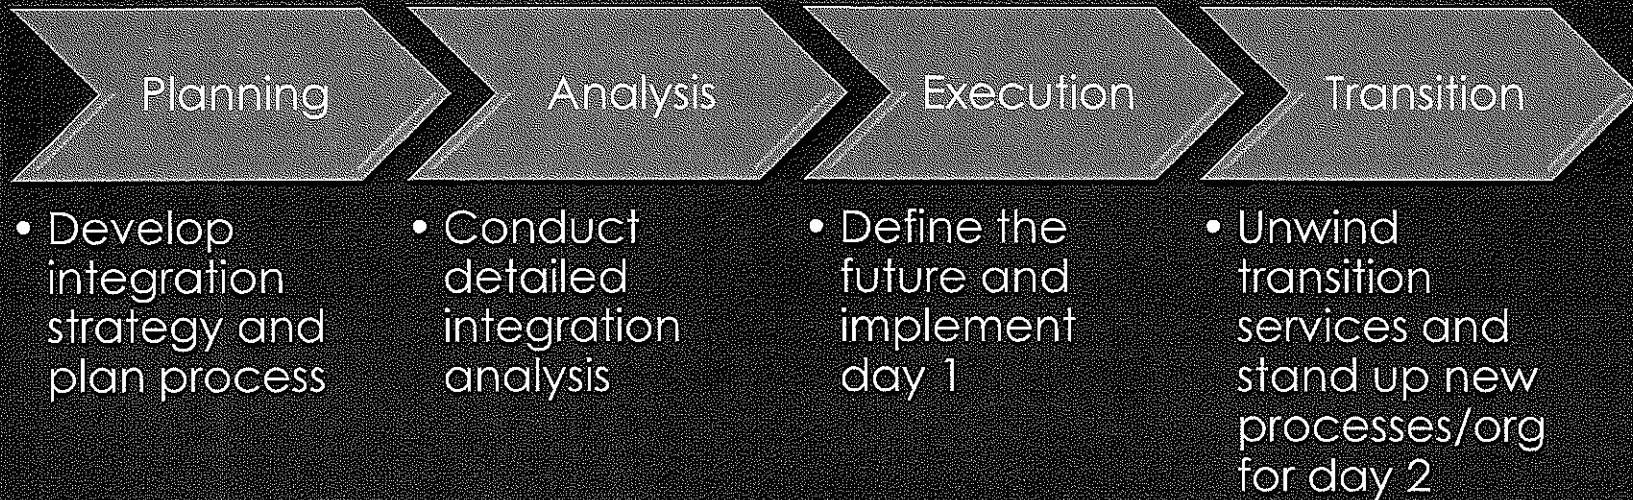 Planning
• Develop
integration
strategy and
plan process
Analysis
• Conduct
detailed
integration
analysis
Execution
• Define the
future and
implement
day 1
Transition
• Unwind
transition
services and
stand up new
processes/org
for day 2